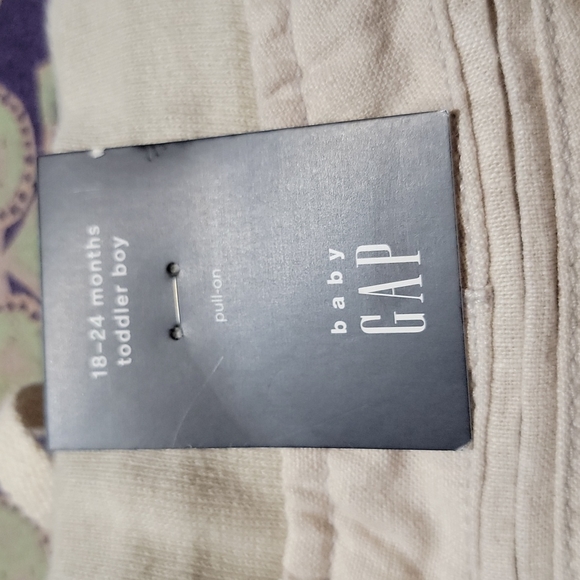 18-24 months
toddler boy
pull-on
baby
GAP